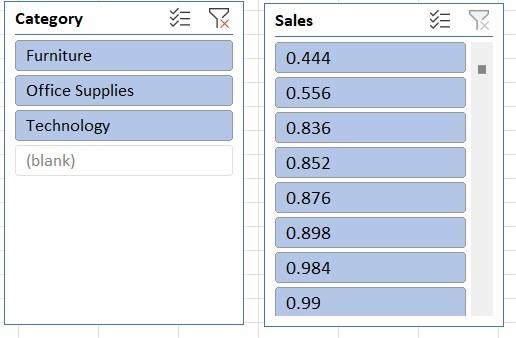 Category
Furniture
Office Supplies
Technology
(blank)
Sales
0.444
0.556
0.836
0.852
0.876
0.898
0.984
0.99